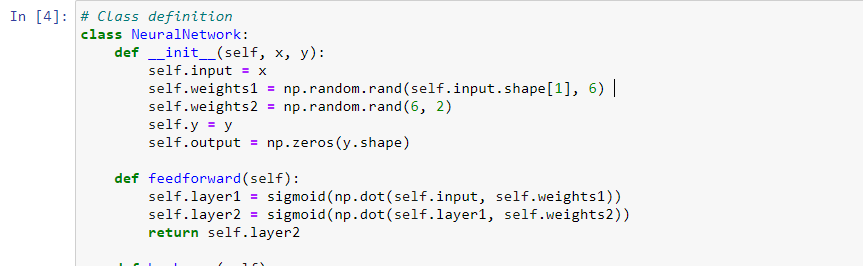 In [4]: # Class definition
class NeuralNetwork:
    def __init__(self, x, y):
        self.input = x
        self.weights1 = np.random.rand(self.input.shape[1], 6)
        self.weights2 = np.random.rand(6, 2)
        self.y = y
        self.output = np.zeros(y.shape)

    def feedforward(self):
        self.layer1 = sigmoid(np.dot(self.input, self.weights1))
        self.layer2 = sigmoid(np.dot(self.layer1, self.weights2))
        return self.layer2